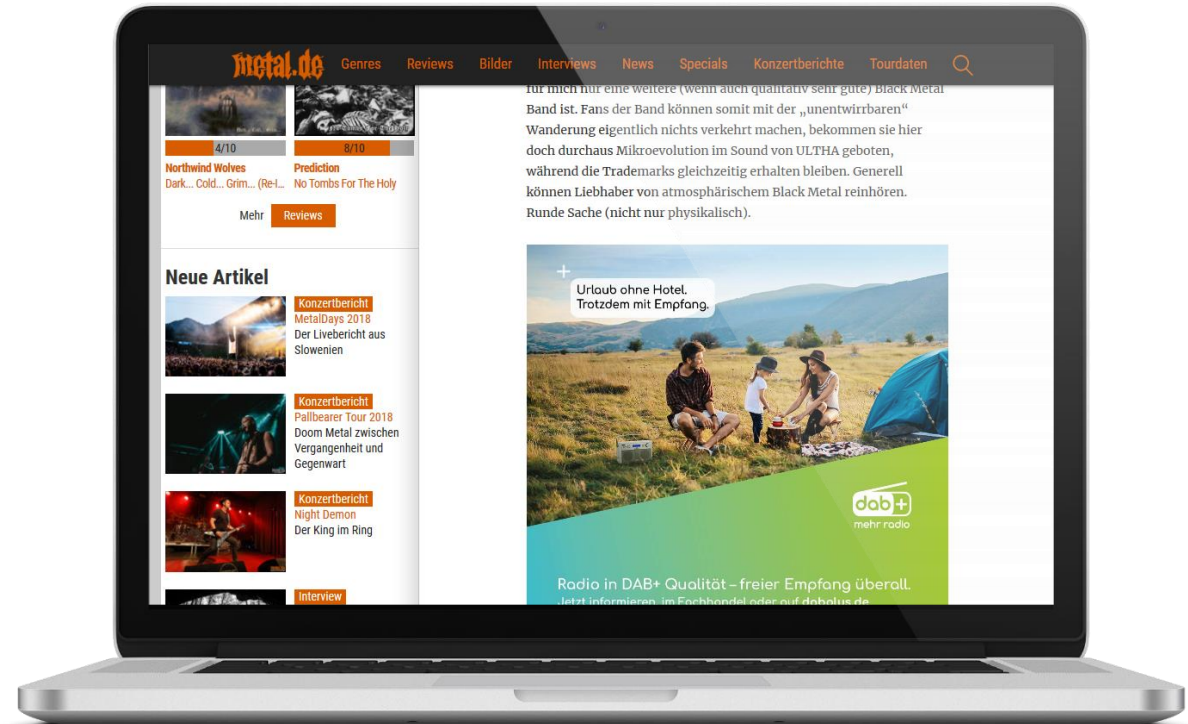 metal.de Genres Reviews Bilder Interviews News Specials Konzertberichte Tourdaten
4/10
Northwind Wolves
Dark... Cold... Grim... (Re-I...
8/10
Prediction
No Tombs For The Holy
Mehr Reviews
Neue Artikel
Konzertbericht
MetalDays 2018
Der Livebericht aus
Slowenien
Konzertbericht
Pallbearer Tour 2018
Doom Metal zwischen
Vergangenheit und
Gegenwart
Konzertbericht
Night Demon
Der King im Ring
Interview
für mich nur eine weitere (wenn auch qualitativ sehr gute) Black Metal
Band ist. Fans der Band können somit mit der „unentwirrbaren“
Wanderung eigentlich nichts verkehrt machen, bekommen sie hier
doch durchaus Mikroevolution im Sound von ULTHA geboten,
während die Trademarks gleichzeitig erhalten bleiben. Generell
können Liebhaber von atmosphärischem Black Metal reinhören.
Runde Sache (nicht nur physikalisch).
Urlaub ohne Hotel.
Trotzdem mit Empfang.
dab+
mehr radio
Radio in DAB+ Qualität – freier Empfang überall.
Jetzt informieren, im Fachhandel oder auf dabplus.de